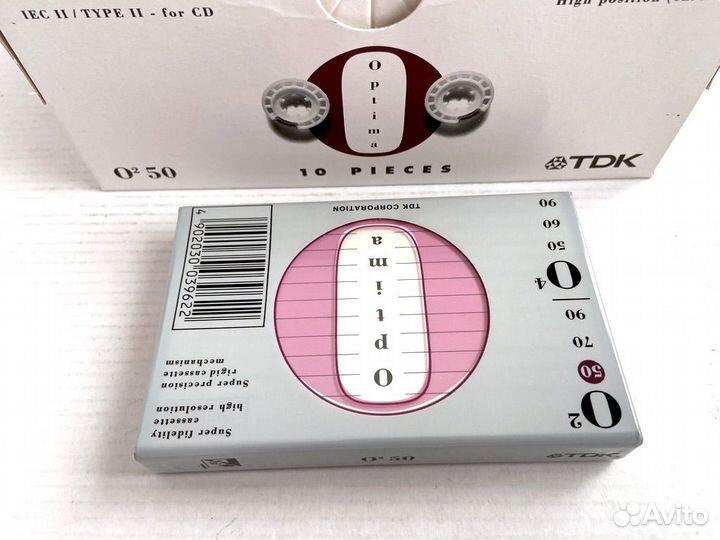 IEC II / TYPE II - for CD
High position
Optima
O² 50
10 PIECES
TDK
4 902030 039622
TDK CORPORATION
Optima
O²
50
70
90
O⁴
50
60
90
Super fidelity
high resolution
cassette
Super precision
rigid cassette
mechanism
O² 50
TDK
Avito